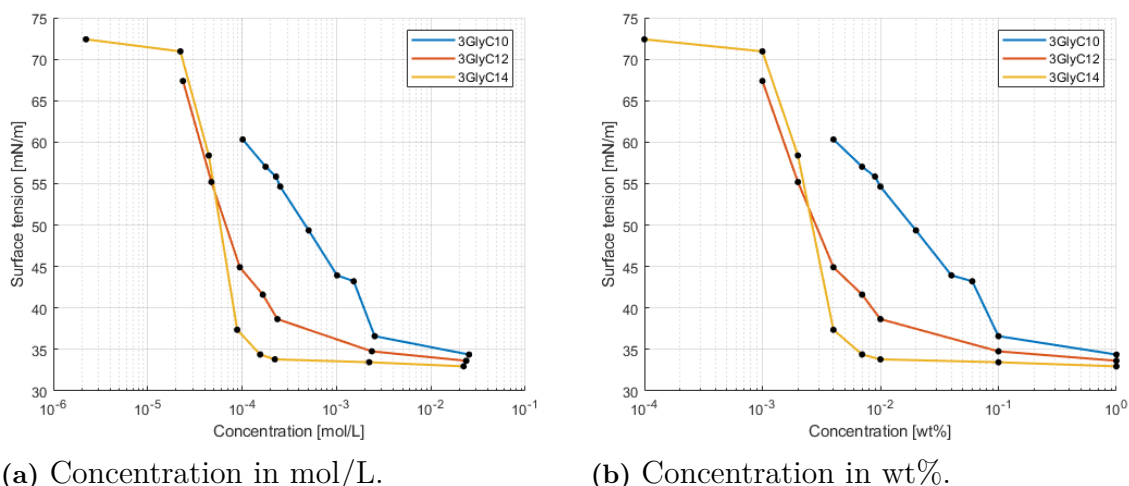 75
70
65
60
55
50
45
40
35
30
Surface tension [mN/m]
3GlyC10
3GlyC12
3GlyC14
10^-6
10^-5
10^-4
10^-3
10^-2
10^-1
Concentration [mol/L]
(a) Concentration in mol/L.
75
70
65
60
55
50
45
40
35
30
Surface tension [mN/m]
3GlyC10
3GlyC12
3GlyC14
10^-4
10^-3
10^-2
10^-1
10^0
Concentration [wt%]
(b) Concentration in wt%.